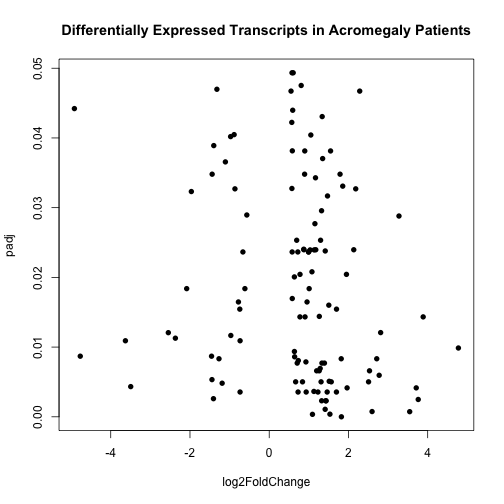 Differentially Expressed Transcripts in Acromegaly Patients
0.05
0.04
0.03
0.02
0.01
0.00
padj
-4 -2 0 2 4
log2FoldChange